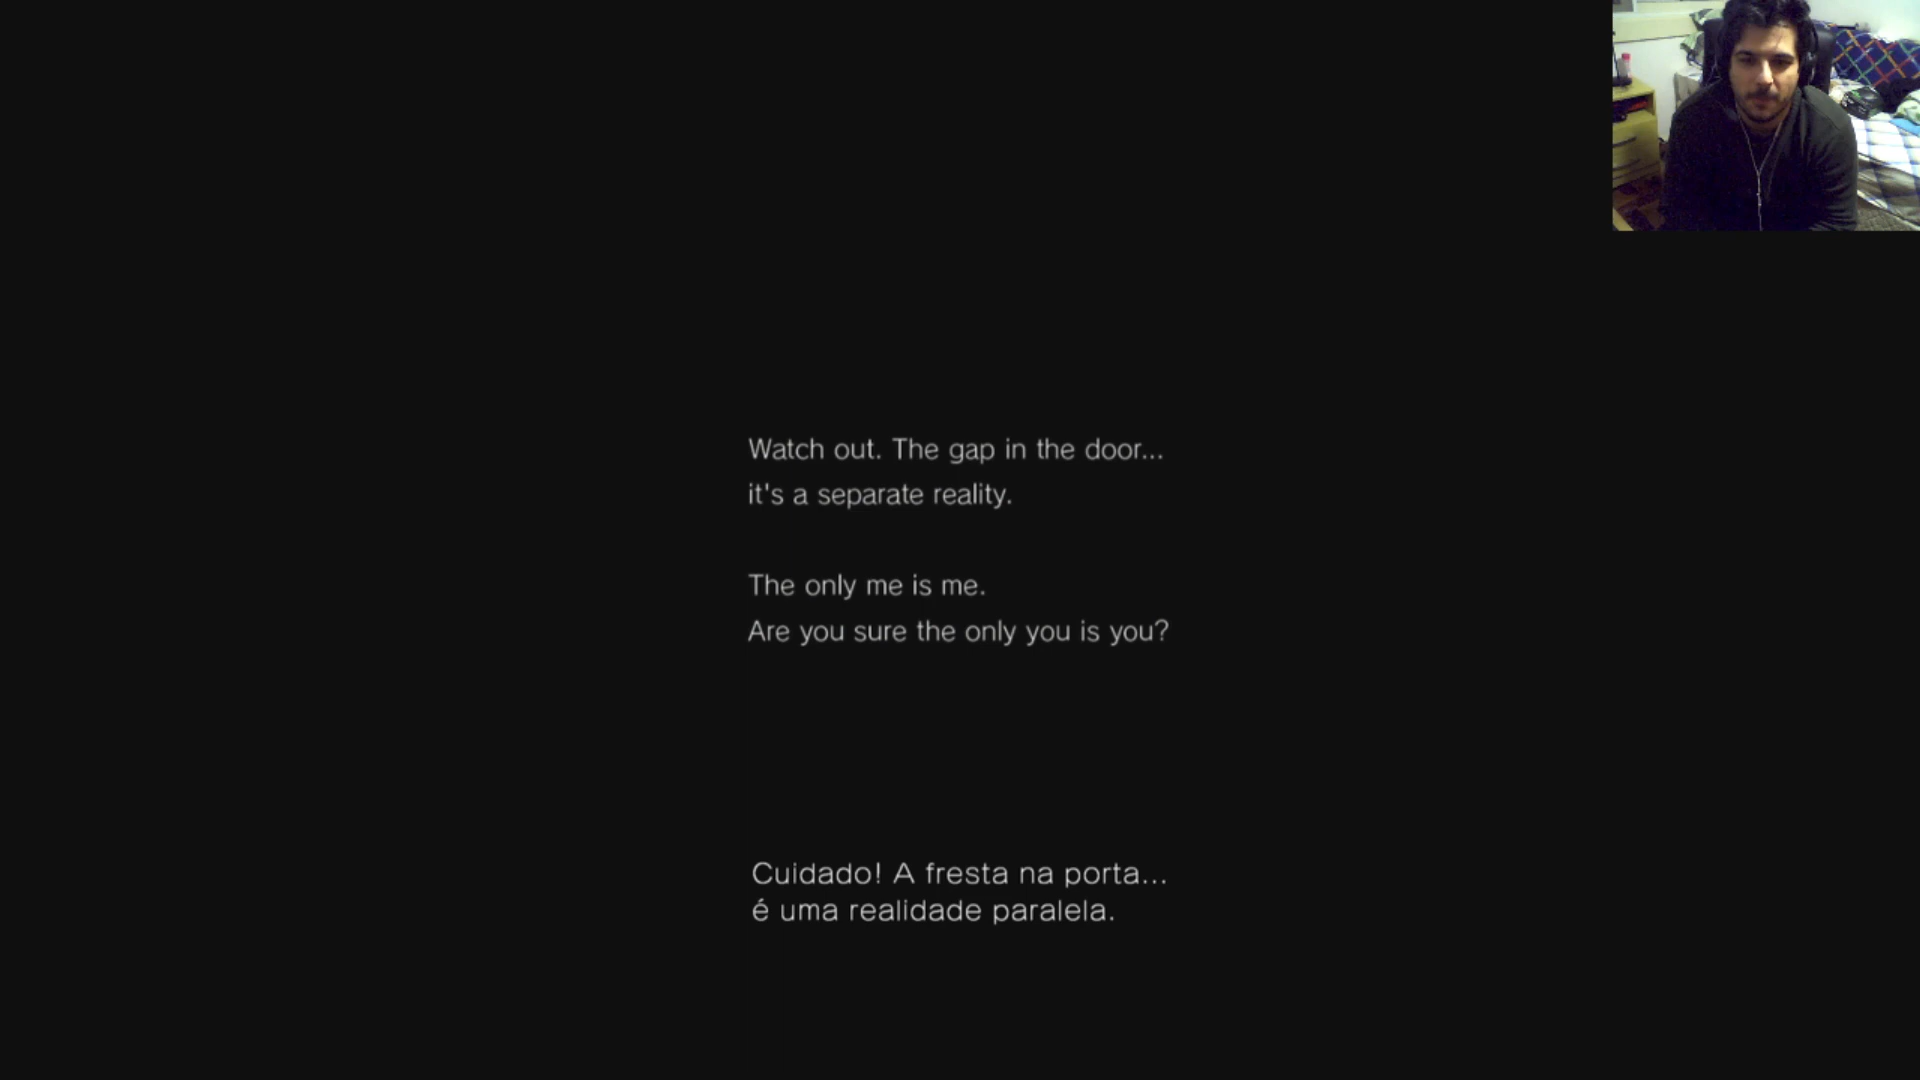 Watch out. The gap in the door...
it's a separate reality.
The only me is me.
Are you sure the only you is you?
Cuidado! A fresta na porta...
é uma realidade paralela.